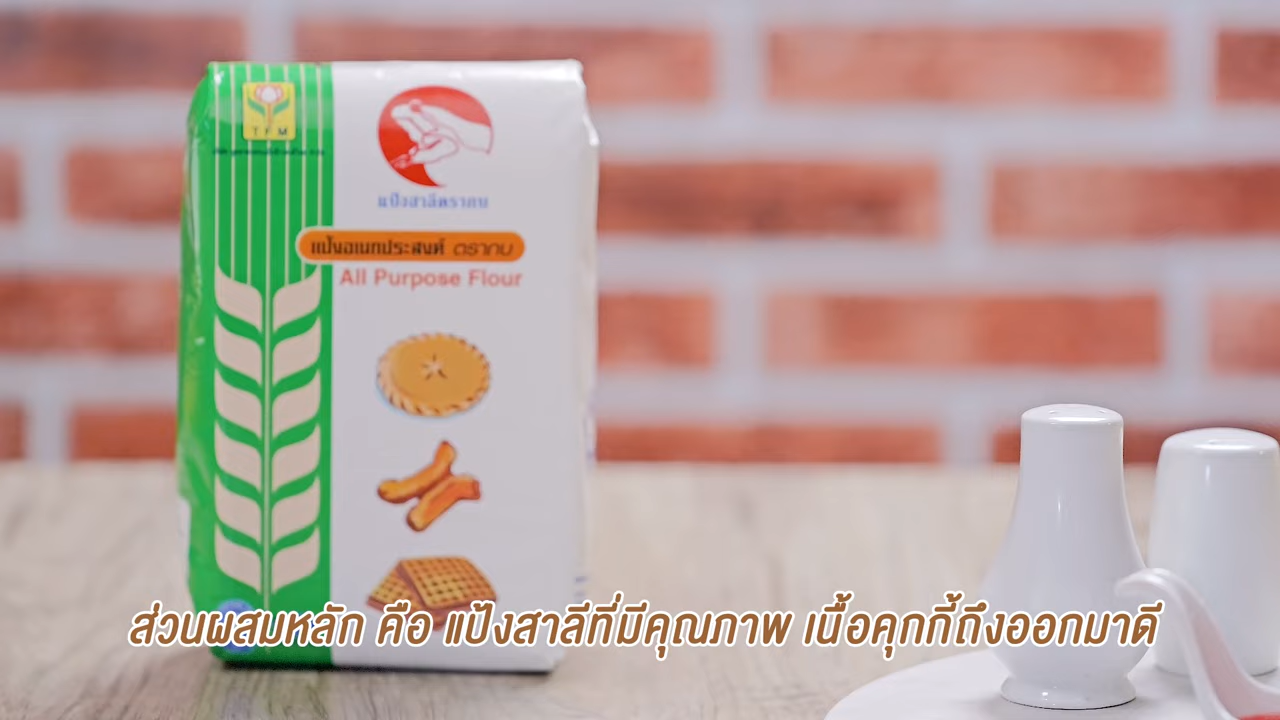 TFM
แป้งสาลีตรากบ
แป้งอเนกประสงค์ ตรากบ
All Purpose Flour
ส่วนผสมหลัก คือ แป้งสาลีที่มีคุณภาพ เนื้อคุกกี้ถึงออกมาดี